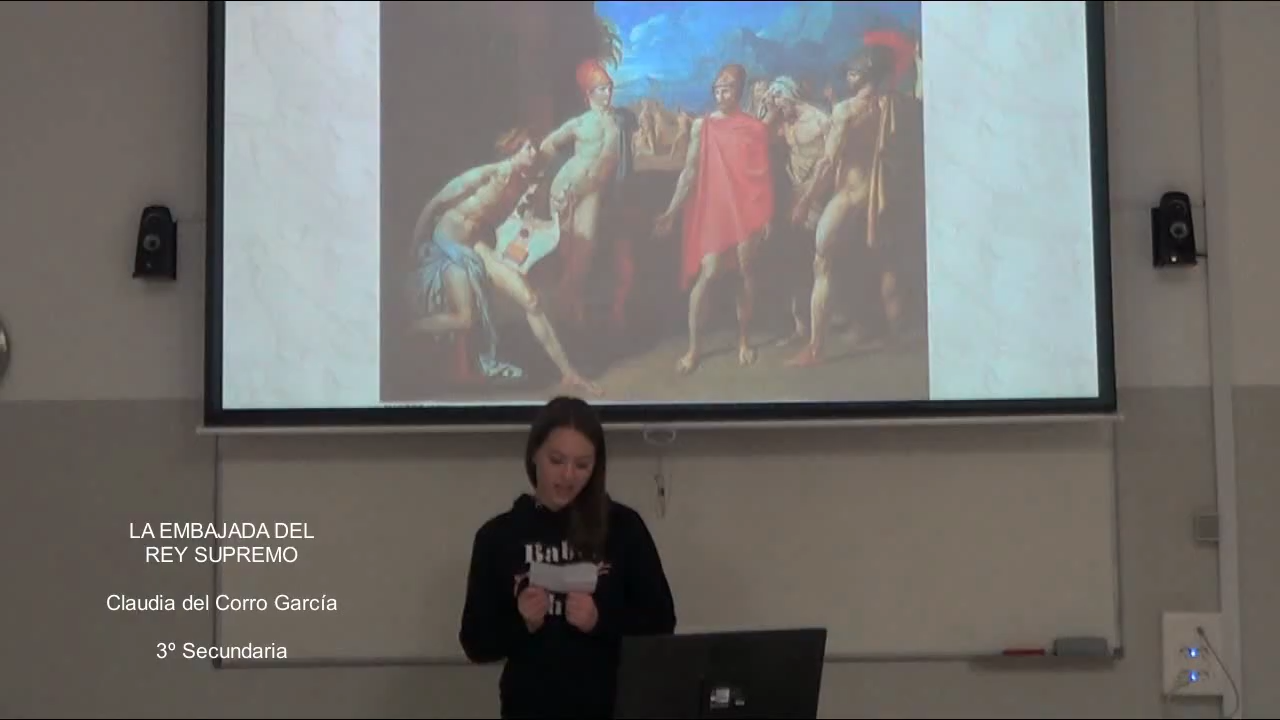 LA EMBAJADA DEL
REY SUPREMO
Claudia del Corro García
3º Secundaria